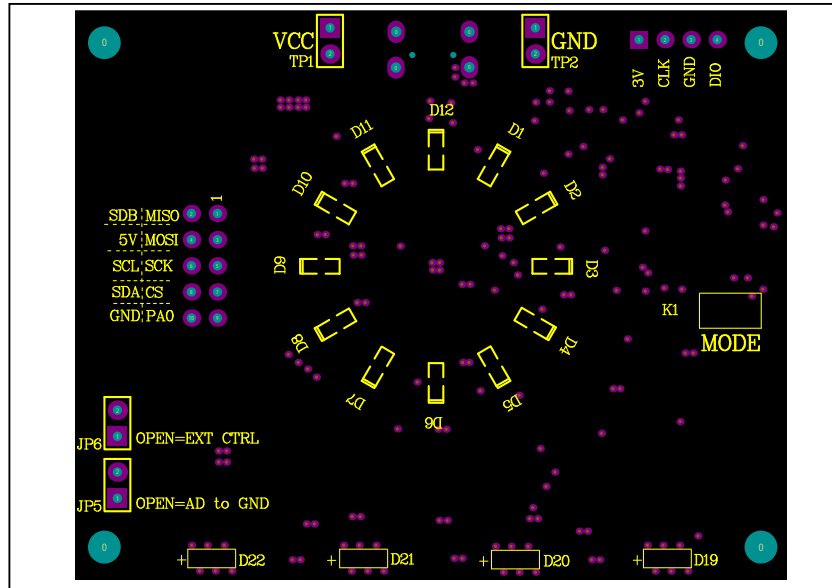 VCC
TP1
GND
TP2
3V
CLK
GND
DIO
D12
D11
D1
D10
D2
1
SDB MISO
5V MOSI
SCL SCK
SDA CS
GND PA0
D9
D3
K1
MODE
D8
D4
D7
D5
D6
JP6
OPEN=EXT CTRL
JP5
OPEN=AD to GND
+ D22
+ D21
+ D20
+ D19